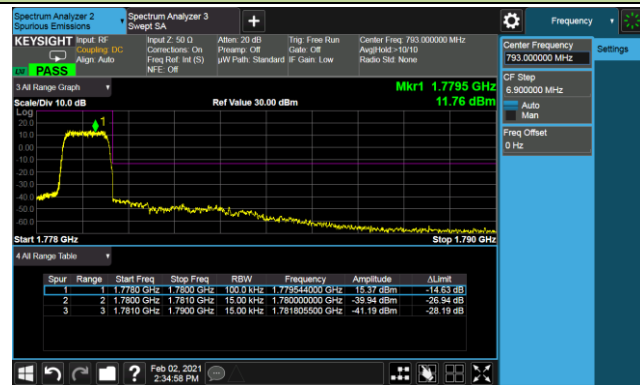 Spectrum Analyzer 2
Spurious Emissions
Spectrum Analyzer 3
Swept SA
Frequency
KEYSIGHT
Input: RF
Coupling: DC
Align: Auto
Input Z: 50 Ω
Corrections: On
Freq Ref: Int (S)
NFE: Off
Atten: 20 dB
Preamp: Off
µW Path: Standard
Trig: Free Run
Gate: Off
IF Gain: Low
Center Freq: 793.000000 MHz
Avg|Hold:>10/10
Radio Std: None
PASS
Center Frequency
793.000000 MHz
Settings
CF Step
6.900000 MHz
Auto
Man
Freq Offset
0 Hz
3 All Range Graph
Mkr1 1.7795 GHz
11.76 dBm
Scale/Div 10.0 dB
Ref Value 30.00 dBm
Log
1
20.0
10.0
0.00
-10.0
-20.0
-30.0
-40.0
-50.0
-60.0
Start 1.778 GHz
Stop 1.790 GHz
4 All Range Table
Spur Range Start Freq Stop Freq RBW Frequency Amplitude ΔLimit
1 1 1.7780 GHz 1.7800 GHz 100.0 kHz 1.779544000 GHz 15.37 dBm -14.63 dB
2 2 1.7800 GHz 1.7810 GHz 15.00 kHz 1.780000000 GHz -39.94 dBm -26.94 dB
3 3 1.7810 GHz 1.7900 GHz 15.00 kHz 1.781805500 GHz -41.19 dBm -28.19 dB
Feb 02, 2021
2:34:58 PM